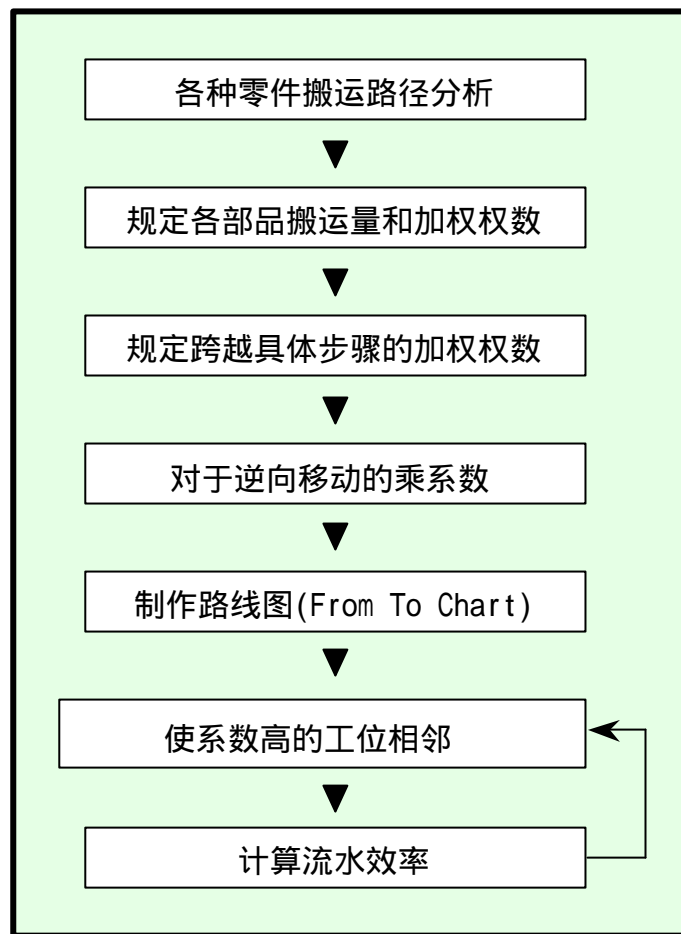 各种零件搬运路径分析
规定各部品搬运量和加权权数
规定跨越具体步骤的加权权数
对于逆向移动的乘系数
制作路线图(From To Chart)
使系数高的工位相邻
计算流水效率